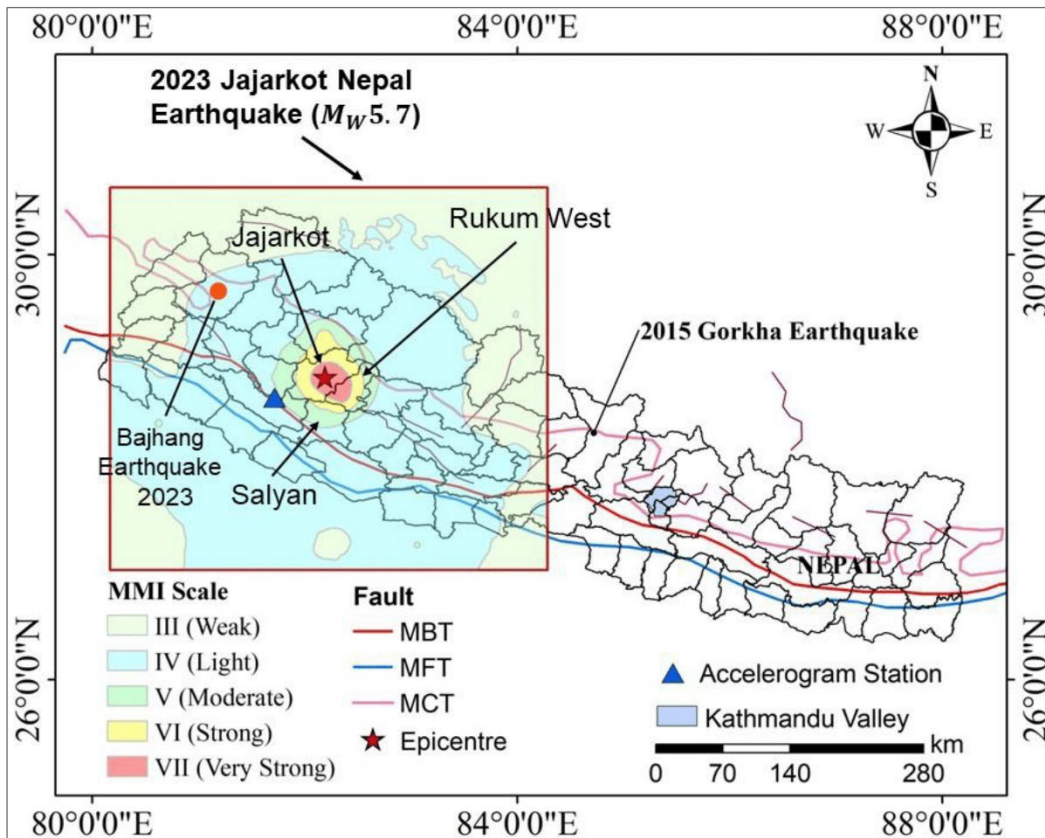 80°0'0"E
84°0'0"E
88°0'0"E
2023 Jajarkot Nepal
Earthquake (M_W5.7)
N
W
E
S
30°0'0"N
30°0'0"N
Jajarkot
Rukum West
2015 Gorkha Earthquake
Bajhang
Earthquake
2023
Salyan
NEPAL
MMI Scale
III (Weak)
IV (Light)
V (Moderate)
VI (Strong)
VII (Very Strong)
Fault
MBT
MFT
MCT
Epicentre
Accelerogram Station
Kathmandu Valley
km
0 70 140 280
26°0'0"N
26°0'0"N
80°0'0"E
84°0'0"E
88°0'0"E